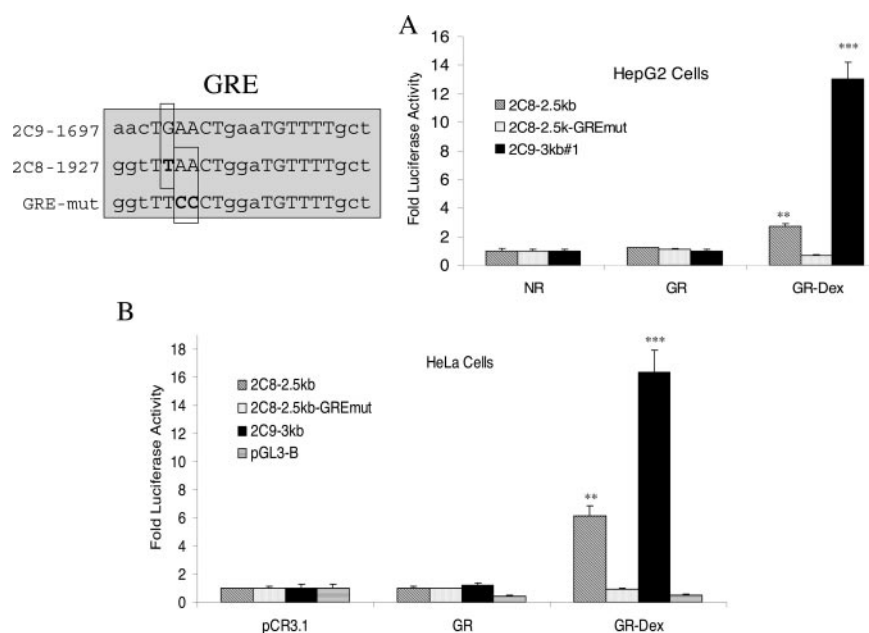 GRE
2C9-1697 aacTGAACTgaaTGTTTTgct
2C8-1927 ggtTTAACTggaTGTTTTgct
GRE-mut ggtTTCCCTggaTGTTTTgct
A
16
14
12
10
8
6
4
2
0
Fold Luciferase Activity
HepG2 Cells
2C8-2.5kb
2C8-2.5k-GREmut
2C9-3kb#1
**
***
NR GR GR-Dex
B
18
16
14
12
10
8
6
4
2
0
Fold Luciferase Activity
HeLa Cells
2C8-2.5kb
2C8-2.5kb-GREmut
2C9-3kb
pGL3-B
**
***
pCR3.1 GR GR-Dex